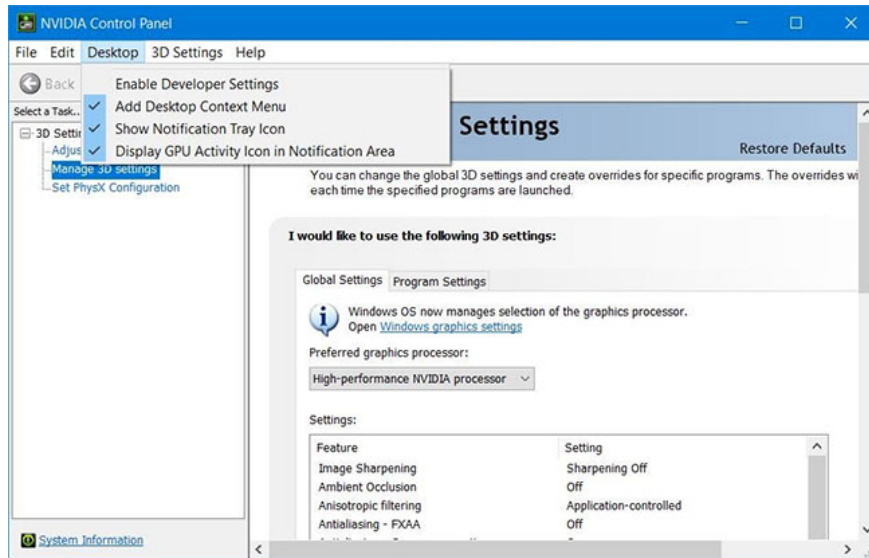 NVIDIA Control Panel
File Edit Desktop 3D Settings Help
Back
Enable Developer Settings
Add Desktop Context Menu
Show Notification Tray Icon
Display GPU Activity Icon in Notification Area
Select a Task...
3D Settin
Adjus
Manage 3D settings
Set PhysX Configuration
Settings
Restore Defaults
You can change the global 3D settings and create overrides for specific programs. The overrides wi
each time the specified programs are launched.
I would like to use the following 3D settings:
Global Settings Program Settings
Windows OS now manages selection of the graphics processor.
Open Windows graphics settings
Preferred graphics processor:
High-performance NVIDIA processor
Settings:
Feature Setting
Image Sharpening Sharpening Off
Ambient Occlusion Off
Anisotropic filtering Application-controlled
Antialiasing - FXAA Off
System Information